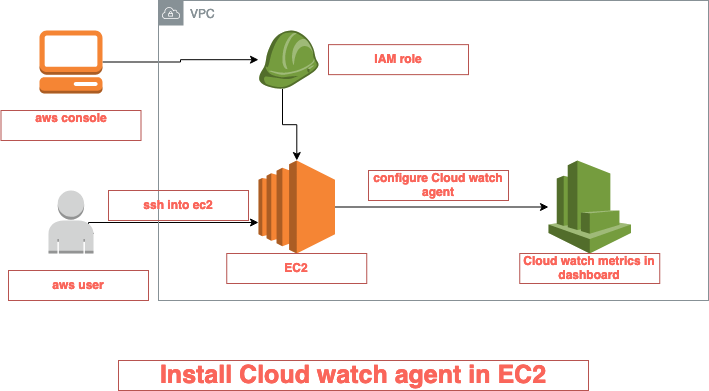 VPC
IAM role
aws console
configure Cloud watch
agent
ssh into ec2
EC2
Cloud watch metrics in
dashboard
aws user
Install Cloud watch agent in EC2